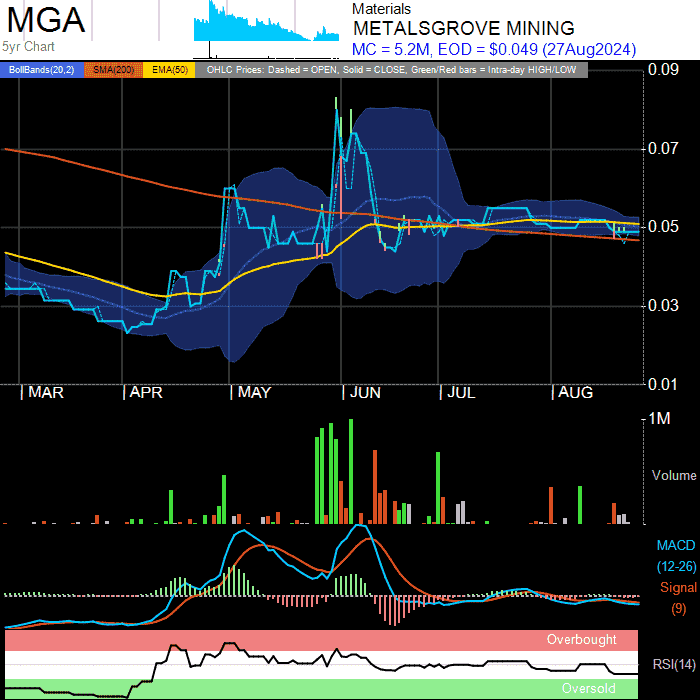 MGA
5yr Chart
Materials
METALSGROVE MINING
MC = 5.2M, EOD = $0.049 (27Aug2024)
BollBands(20,2) SMA(200) EMA(50) OHLC Prices: Dashed = OPEN, Solid = CLOSE, Green/Red bars = Intra-day HIGH/LOW
0.09
0.07
0.05
0.03
0.01
MAR APR MAY JUN JUL AUG
1M
Volume
MACD
(12-26)
Signal
(9)
Overbought
RSI(14)
Oversold